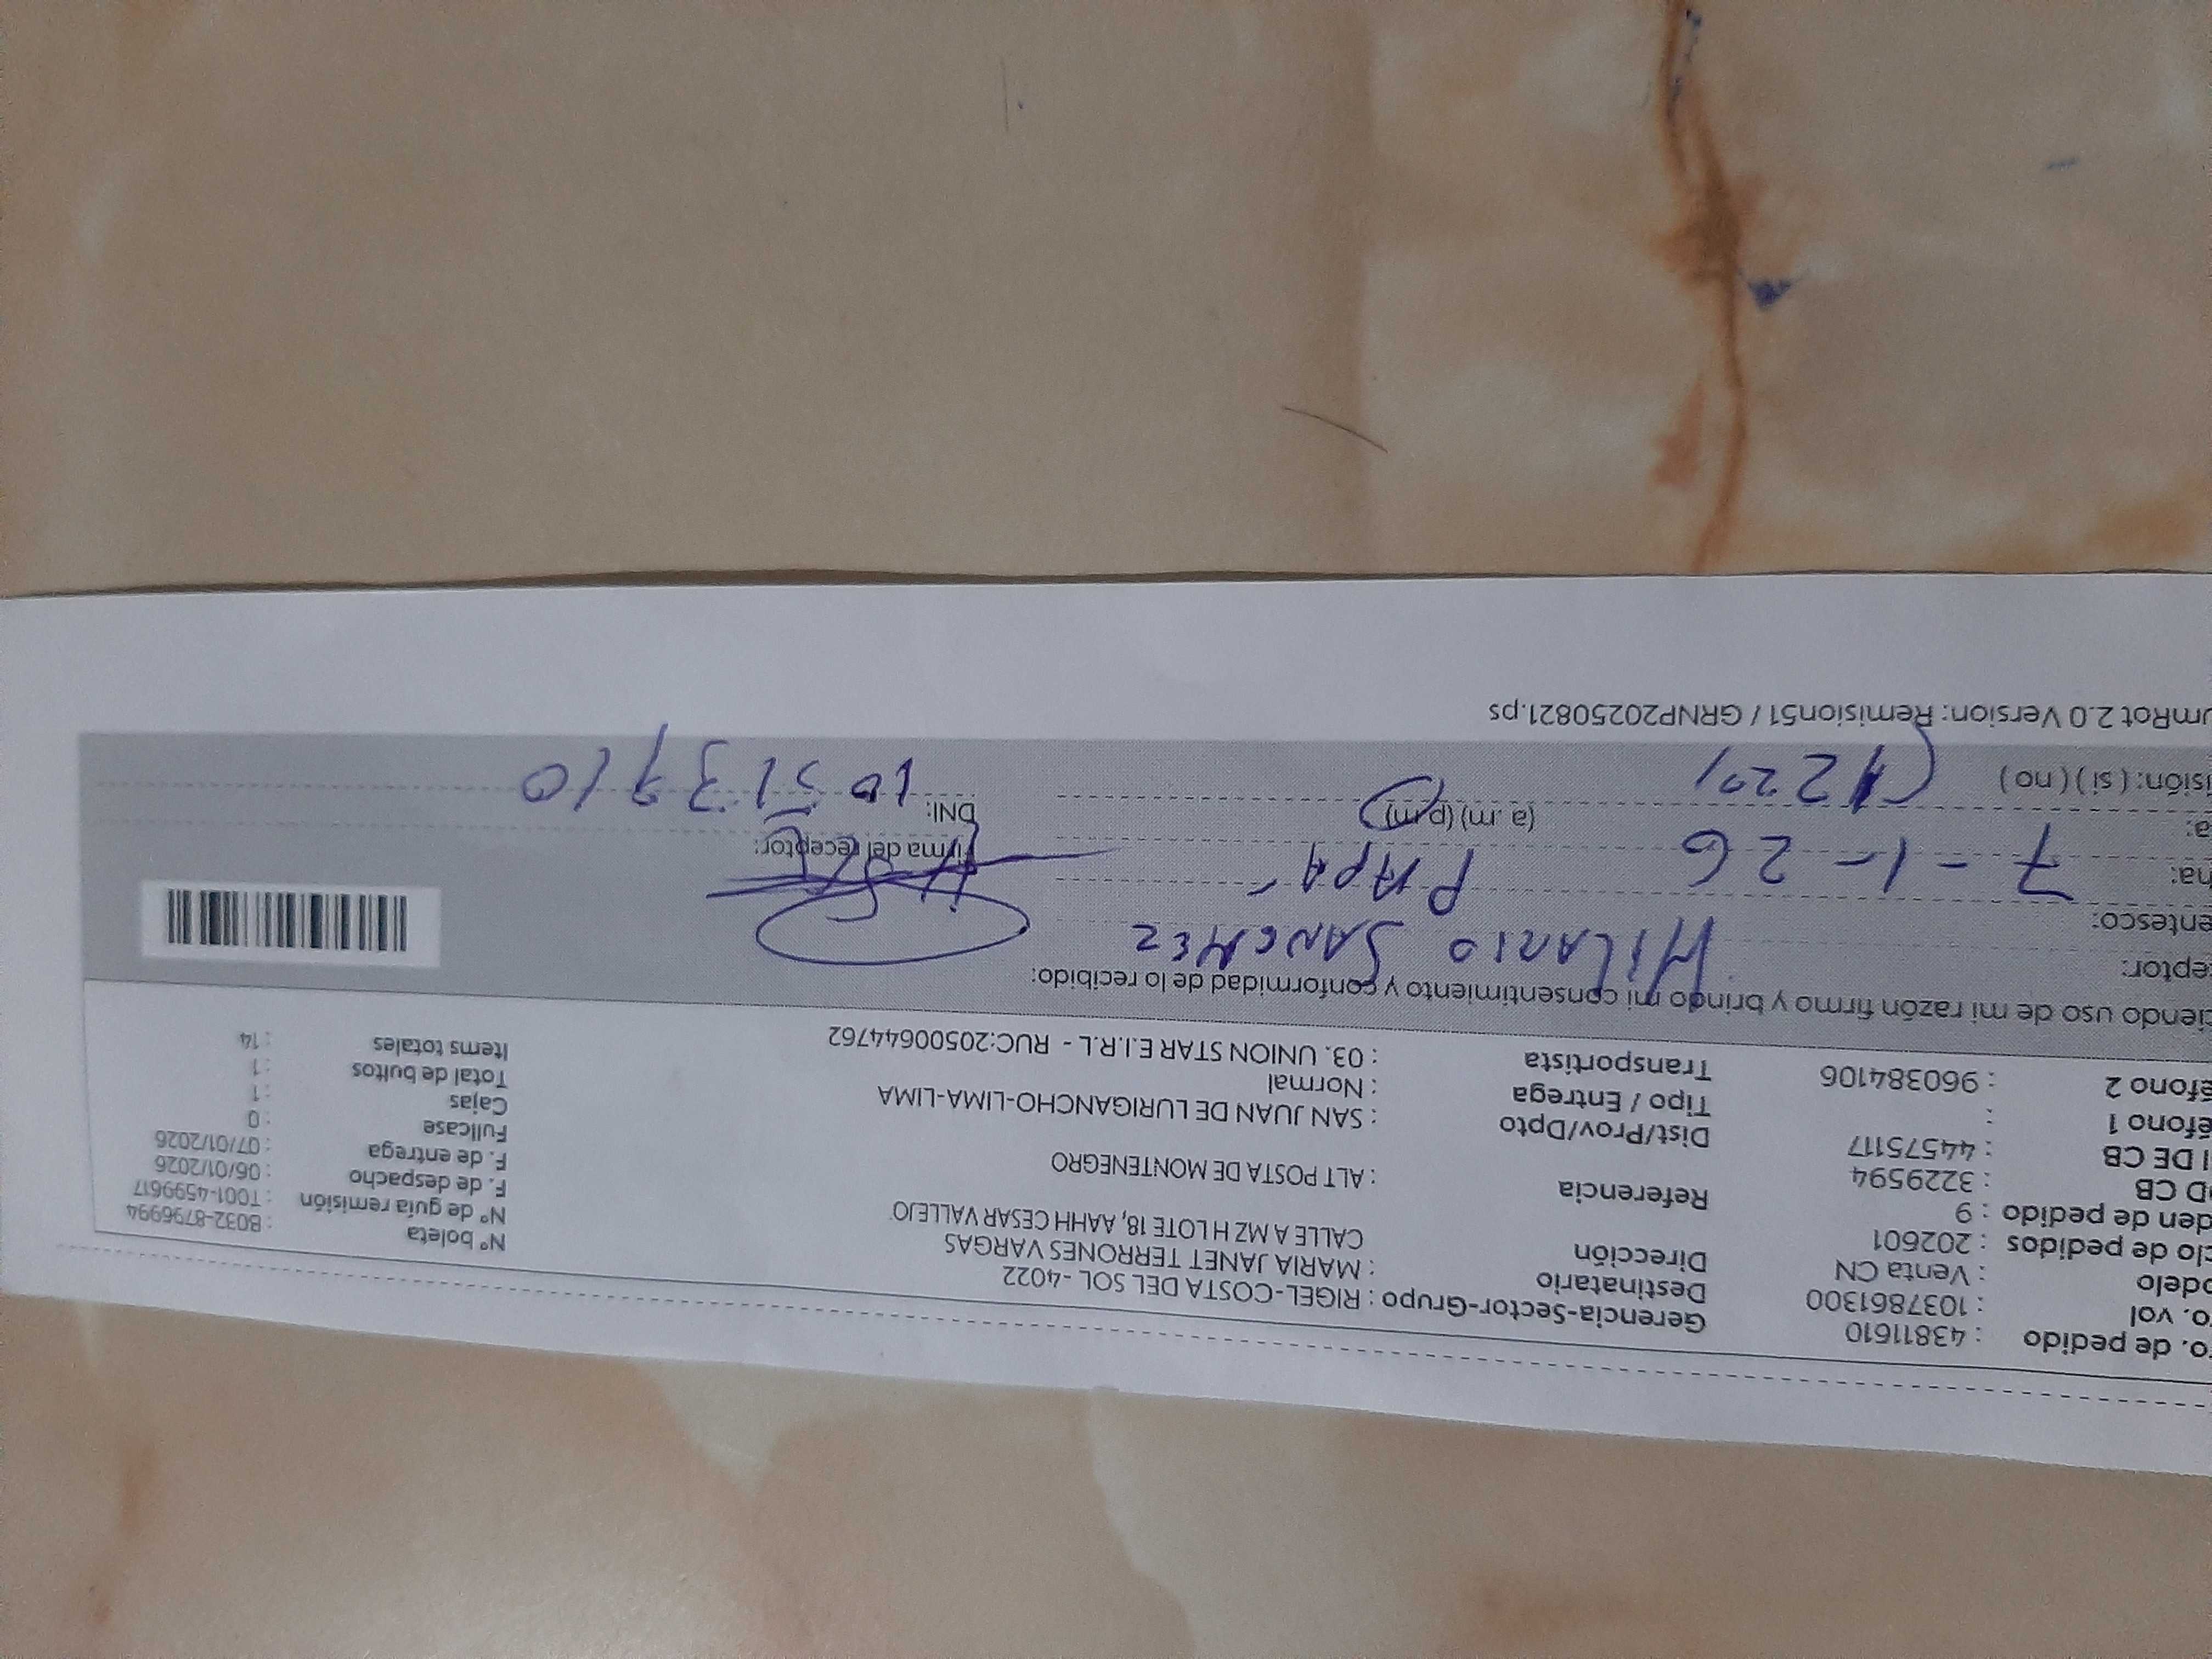 ro. de pedido : 43811610
o. vol : 1037861300
odelo : Venta CN
clo de pedidos : 202601
den de pedido : 9
D CB : 3229594
I DE CB : 44575117
éfono 1 :
éfono 2 : 960384106
Gerencia-Sector-Grupo : RIGEL-COSTA DEL SOL - 4022
Destinatario : MARIA JANET TERRONES VARGAS
Dirección CALLE A MZ H LOTE 18, AAHH CESAR VALLEJO
Referencia : ALT POSTA DE MONTENEGRO
Dist/Prov/Dpto : SAN JUAN DE LURIGANCHO-LIMA-LIMA
Tipo / Entrega : Normal
Transportista : 03. UNION STAR E.I.R.L - RUC:20500644762
Nº boleta : B032-8796994
Nº de guía remisión : T001-4599617
F. de despacho : 06/01/2026
F. de entrega : 07/01/2026
Fullcase : 0
Cajas : 1
Total de bultos : 1
Items totales : 14
ciendo uso de mi razón firmo y brindo mi consentimiento y conformidad de lo recibido:
eptor: HILARIO SANCHEZ
entesco: PAPÁ
ha: 7-1-26
a: (a. m) (p.m)
isión: ( si ) ( no )
Firma del receptor:
DNI:
umRot 2.0 Version: Remision51 / GRNP20250821.ps